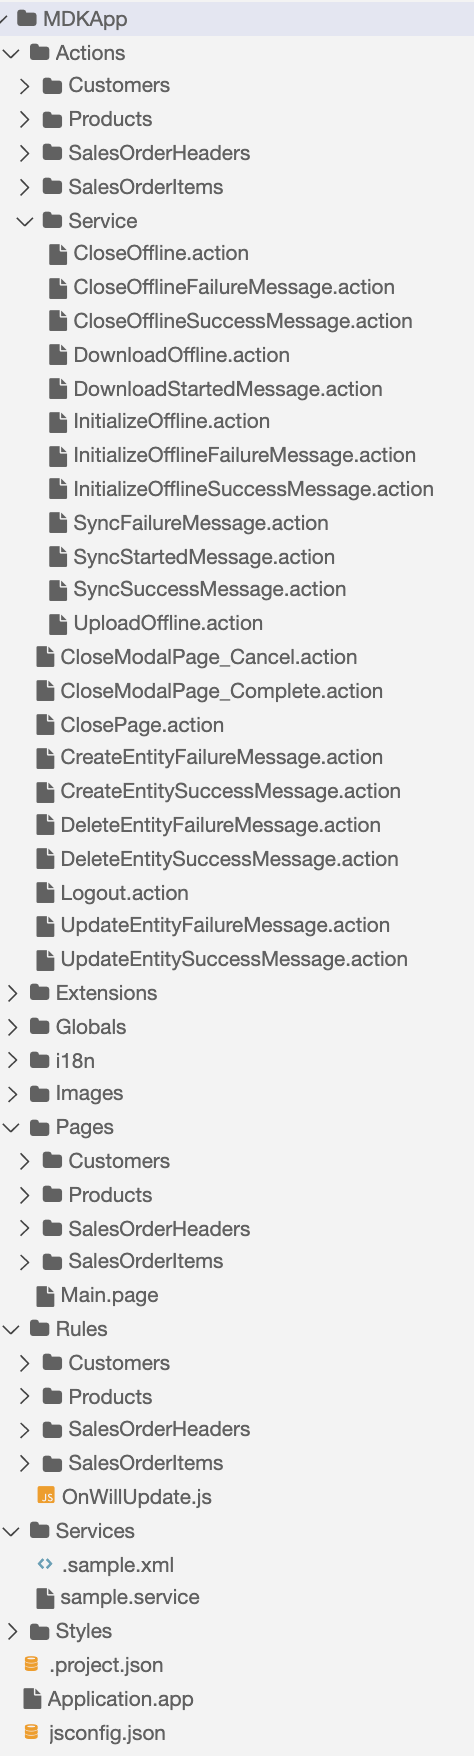 MDKApp
Actions
Customers
Products
SalesOrderHeaders
SalesOrderItems
Service
CloseOffline.action
CloseOfflineFailureMessage.action
CloseOfflineSuccessMessage.action
DownloadOffline.action
DownloadStartedMessage.action
InitializeOffline.action
InitializeOfflineFailureMessage.action
InitializeOfflineSuccessMessage.action
SyncFailureMessage.action
SyncStartedMessage.action
SyncSuccessMessage.action
UploadOffline.action
CloseModalPage_Cancel.action
CloseModalPage_Complete.action
ClosePage.action
CreateEntityFailureMessage.action
CreateEntitySuccessMessage.action
DeleteEntityFailureMessage.action
DeleteEntitySuccessMessage.action
Logout.action
UpdateEntityFailureMessage.action
UpdateEntitySuccessMessage.action
Extensions
Globals
i18n
Images
Pages
Customers
Products
SalesOrderHeaders
SalesOrderItems
Main.page
Rules
Customers
Products
SalesOrderHeaders
SalesOrderItems
JS OnWillUpdate.js
Services
<> .sample.xml
sample.service
Styles
.project.json
Application.app
jsconfig.json